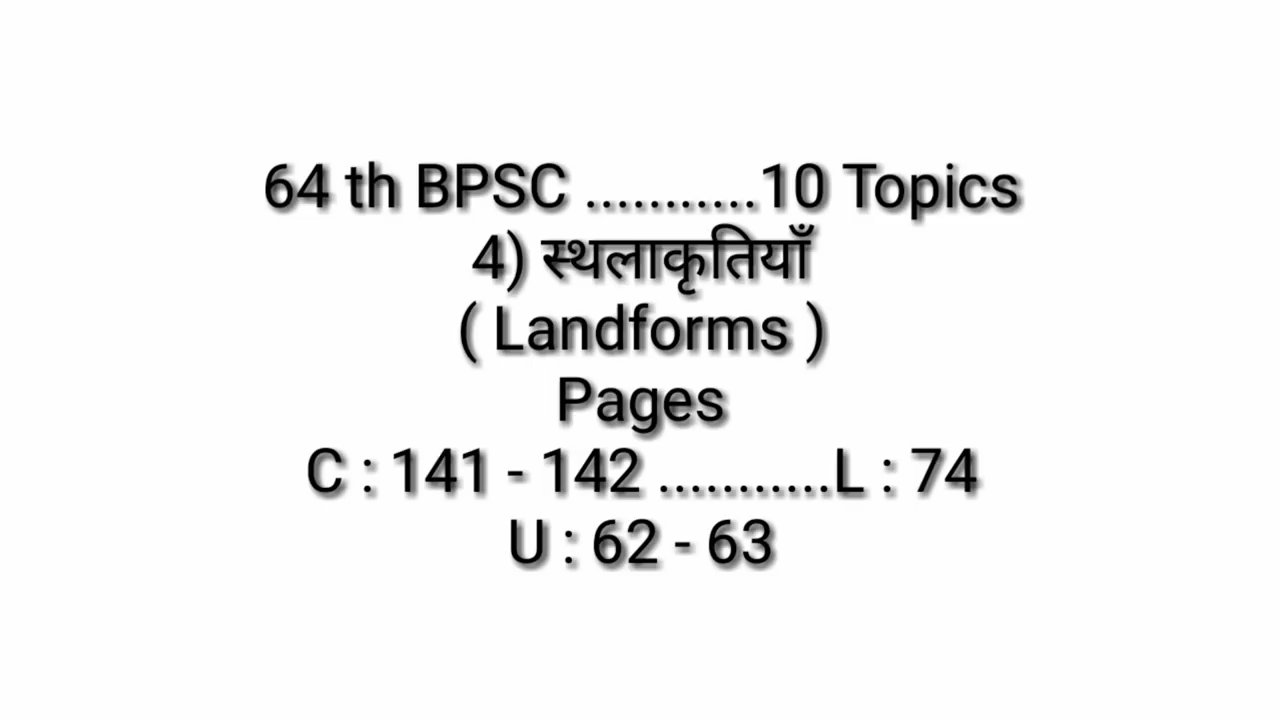 64 th BPSC ...........10 Topics
4) स्थलाकृतियाँ
( Landforms )
Pages
C : 141 - 142 ...........L : 74
U : 62 - 63